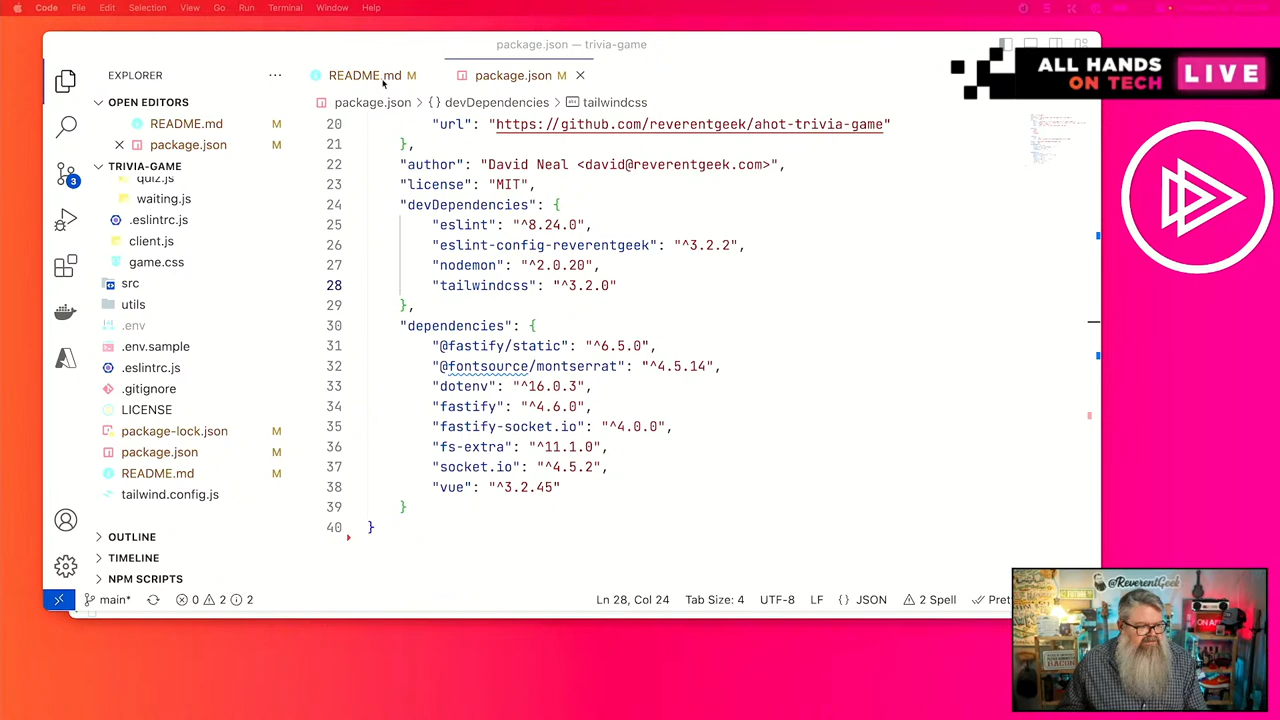 Code File Edit Selection View Go Run Terminal Window Help
package.json — trivia-game
ALL HANDS
ON TECH
LIVE
EXPLORER
OPEN EDITORS
README.md M
package.json M
TRIVIA-GAME
quiz.js
waiting.js
.eslintrc.js
client.js
game.css
src
utils
.env
.env.sample
.eslintrc.js
.gitignore
LICENSE
package-lock.json M
package.json M
README.md M
tailwind.config.js
OUTLINE
TIMELINE
NPM SCRIPTS
3
README.md M package.json M
package.json > {} devDependencies > abc tailwindcss
20 "url": "https://github.com/reverentgeek/ahot-trivia-game"
21 },
22 "author": "David Neal <david@reverentgeek.com>",
23 "license": "MIT",
24 "devDependencies": {
25 "eslint": "^8.24.0",
26 "eslint-config-reverentgeek": "^3.2.2",
27 "nodemon": "^2.0.20",
28 "tailwindcss": "^3.2.0"
29 },
30 "dependencies": {
31 "@fastify/static": "^6.5.0",
32 "@fontsource/montserrat": "^4.5.14",
33 "dotenv": "^16.0.3",
34 "fastify": "^4.6.0",
35 "fastify-socket.io": "^4.0.0",
36 "fs-extra": "^11.1.0",
37 "socket.io": "^4.5.2",
38 "vue": "^3.2.45"
39 }
40 }
main* 0 2 2 Ln 28, Col 24 Tab Size: 4 UTF-8 LF {} JSON 2 Spell
@ReverentGeek
ON AIR
BACON